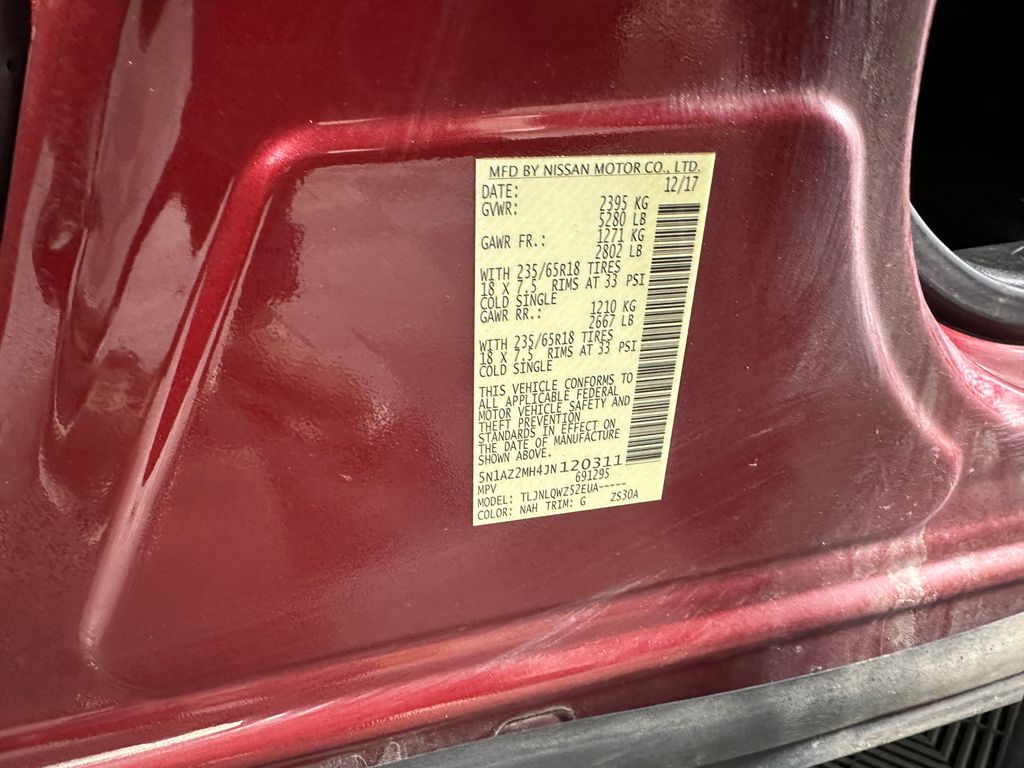 MFD BY NISSAN MOTOR CO., LTD.
DATE: 12/17
GVWR: 2395 KG
5280 LB
GAWR FR.: 1271 KG
2802 LB
WITH 235/65R18 TIRES
18 X 7.5 RIMS AT 33 PSI
COLD SINGLE
GAWR RR.: 1210 KG
2667 LB
WITH 235/65R18 TIRES
18 X 7.5 RIMS AT 33 PSI
COLD SINGLE
THIS VEHICLE CONFORMS TO
ALL APPLICABLE FEDERAL
MOTOR VEHICLE SAFETY AND
THEFT PREVENTION
STANDARDS IN EFFECT ON
THE DATE OF MANUFACTURE
SHOWN ABOVE.
5N1AZ2MH4JN120311
MPV 691295
MODEL: TLJNLQWZ52EUA-----
COLOR: NAH TRIM: G ZS30A